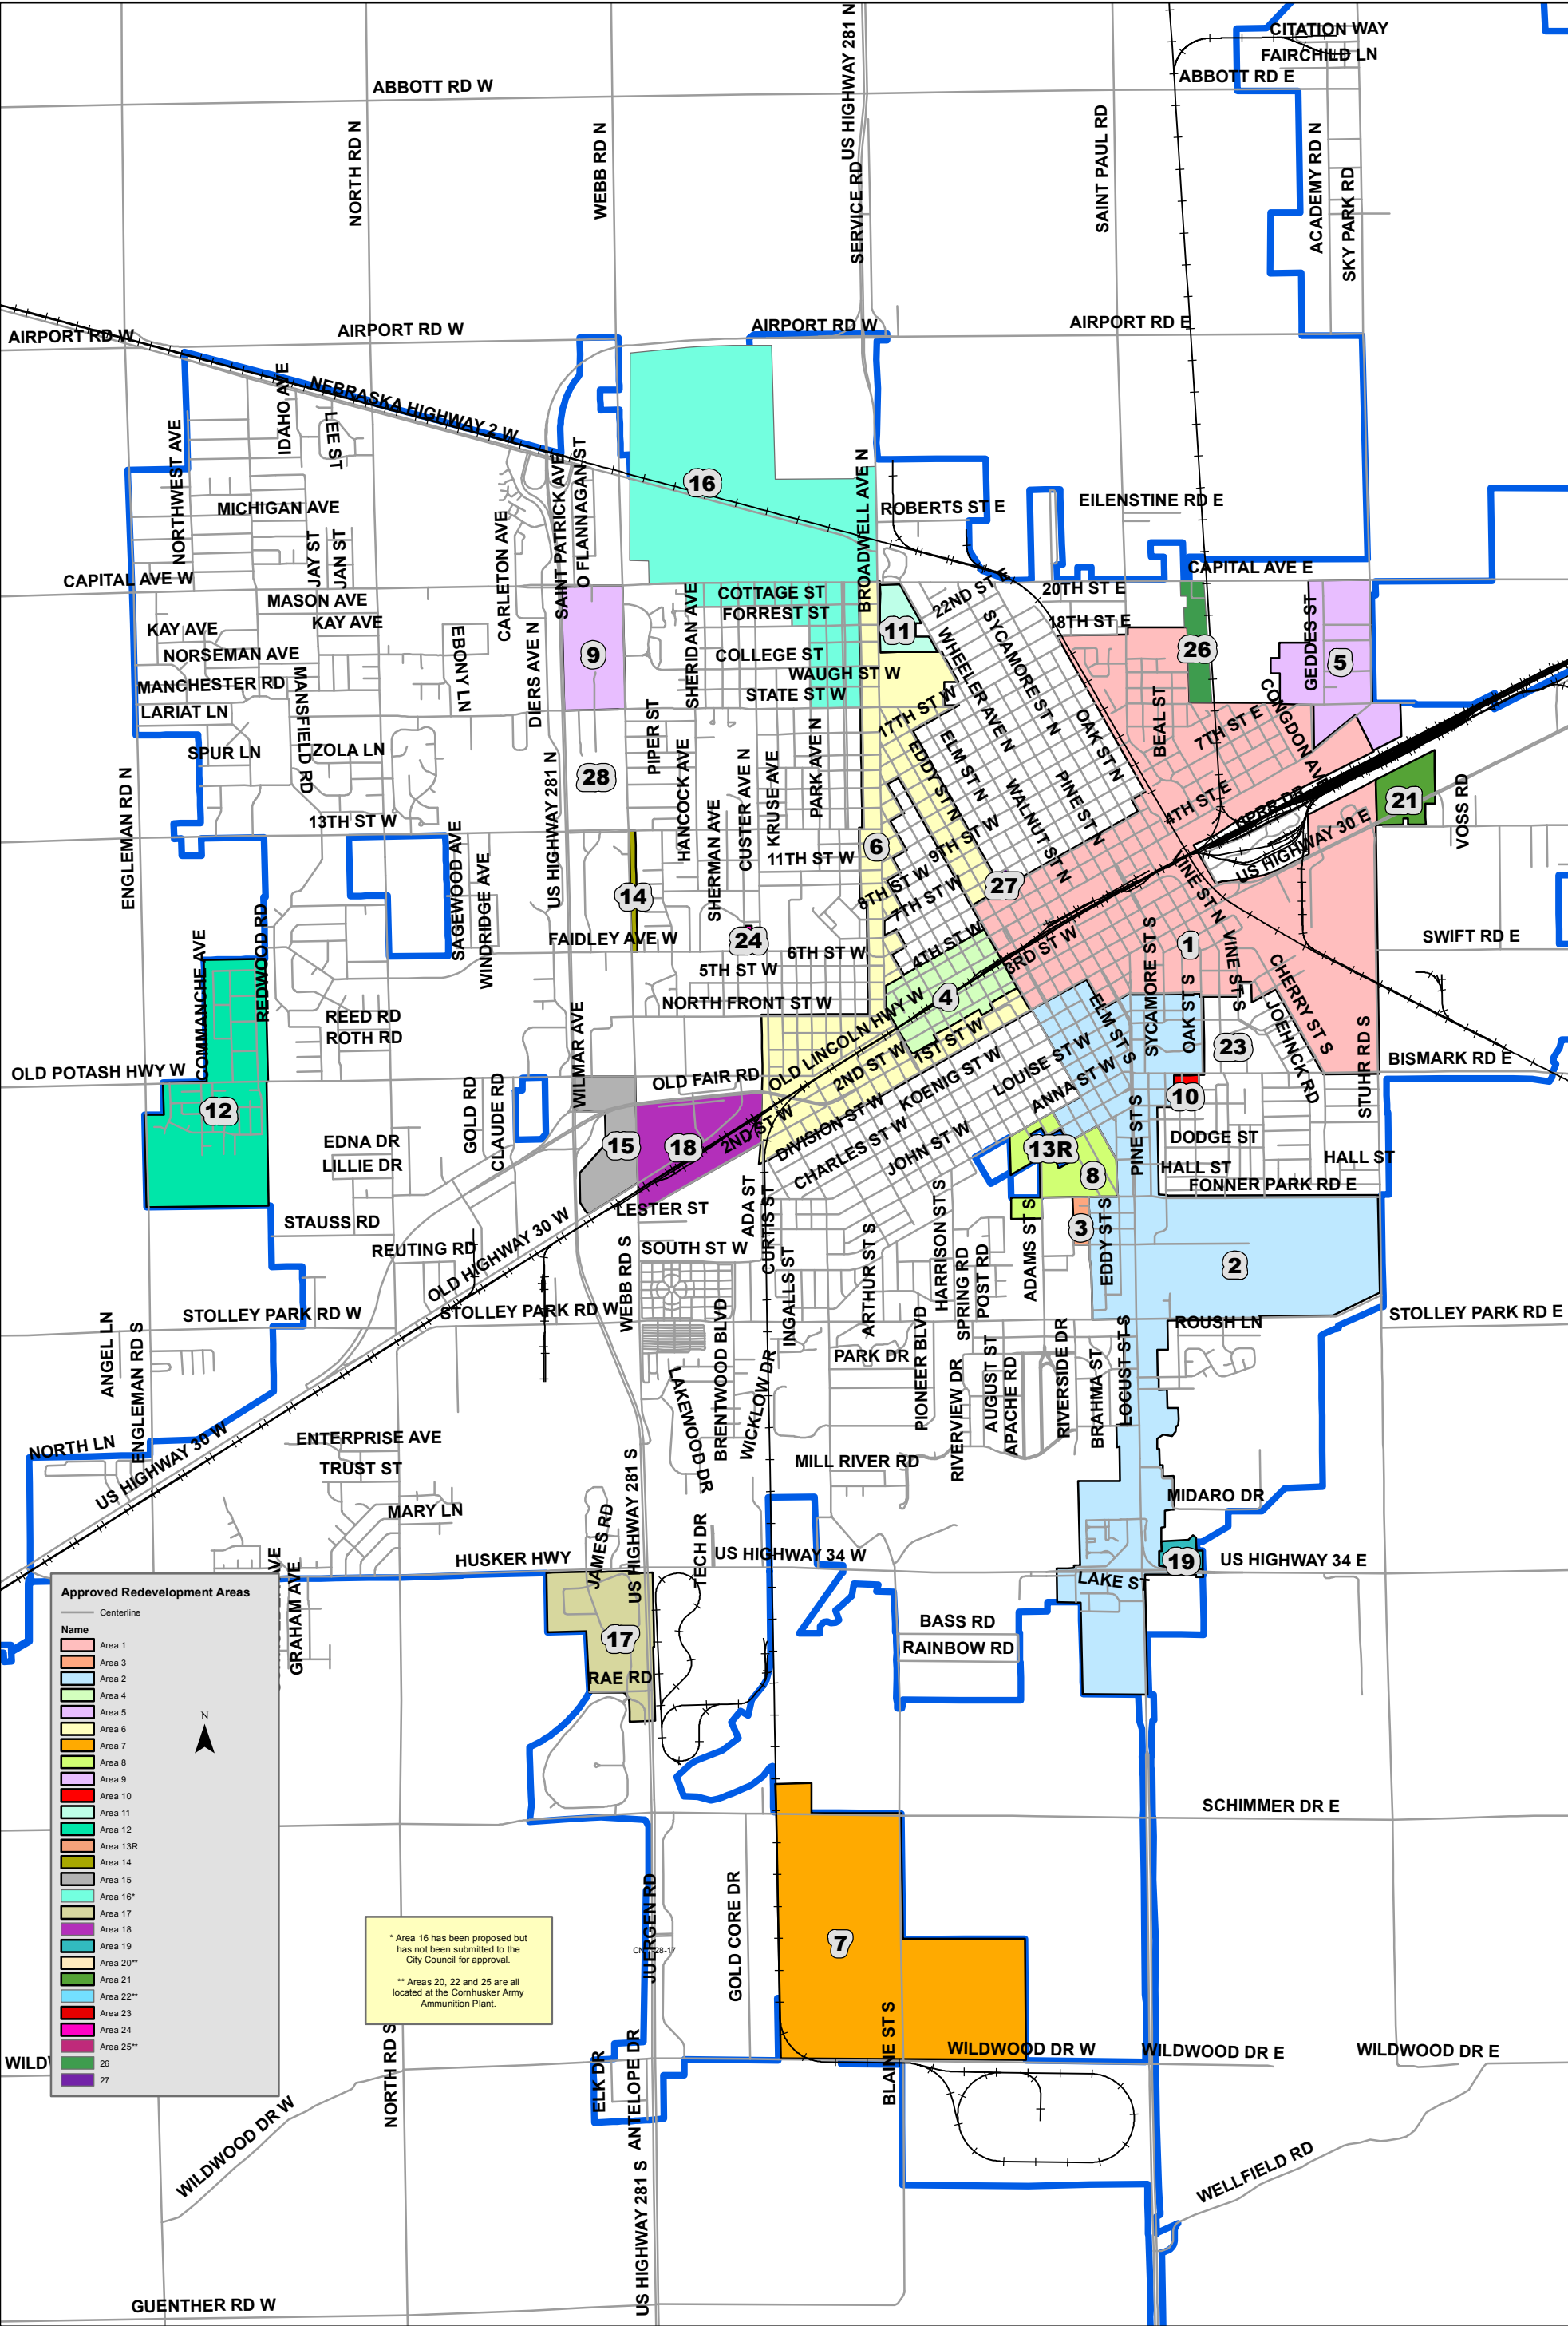 CITATION WAY
FAIRCHILD LN
ABBOTT RD W
ABBOTT RD E
NORTH RD N
WEBB RD N
US HIGHWAY 281 N
SERVICE RD
SAINT PAUL RD
ACADEMY RD N
SKY PARK RD
AIRPORT RD W
AIRPORT RD W
AIRPORT RD W
AIRPORT RD E
NEBRASKA HIGHWAY 2 W
IDAHO AVE
LEE ST
NORTHWEST AVE
MICHIGAN AVE
JAY ST
JAN ST
CARLETON AVE
SAINT PATRICK AVE
O FLANNAGAN ST
16
BROADWELL AVE N
ROBERTS ST E
EILENSTINE RD E
CAPITAL AVE W
CAPITAL AVE E
MASON AVE
KAY AVE
KAY AVE
NORSEMAN AVE
MANCHESTER RD
LARIAT LN
SPUR LN
MANSFIELD RD
ZOLA LN
EBONY LN
DIERS AVE N
9
SHERIDAN AVE
COTTAGE ST
FORREST ST
COLLEGE ST
WAUGH ST W
STATE ST W
11
22ND ST E
20TH ST E
18TH ST E
26
GEDDES ST
5
WHEELER AVE N
SYCAMORE ST N
17TH ST W
EDDY ST N
ELM ST N
WALNUT ST N
PINE ST N
OAK ST N
BEAL ST
7TH ST E
CONGDON AVE
4TH ST E
UPRR DR
US HIGHWAY 30 E
21
VOSS RD
28
PIPER ST
HANCOCK AVE
CUSTER AVE N
KRUSE AVE
PARK AVE N
SHERMAN AVE
11TH ST W
6
9TH ST W
8TH ST W
7TH ST W
27
ENGLEMAN RD N
13TH ST W
SAGEWOOD AVE
WINDRIDGE AVE
US HIGHWAY 281 N
14
24
FAIDLEY AVE W
6TH ST W
5TH ST W
4TH ST W
3RD ST W
NORTH FRONT ST W
4
1
VINE ST S
SYCAMORE ST S
OAK ST S
ELM ST S
CHERRY ST S
JOEHNCK RD
SWIFT RD E
COMMANCHE AVE
REDWOOD RD
REED RD
ROTH RD
WILMAR AVE
OLD POTASH HWY W
12
OLD FAIR RD
OLD LINCOLN HWY W
2ND ST W
1ST ST W
KOENIG ST W
LOUISE ST W
ANNA ST W
DIVISION ST W
CHARLES ST W
JOHN ST W
23
10
STUHR RD S
BISMARK RD E
GOLD RD
CLAUDE RD
EDNA DR
LILLIE DR
15
18
2ND ST W
13R
8
PINE ST S
DODGE ST
HALL ST
HALL ST
FONNER PARK RD E
STAUSS RD
REUTING RD
OLD HIGHWAY 30 W
LESTER ST
ADA ST
CURTIS ST
SOUTH ST W
WEBB RD S
INGALLS ST
ARTHUR ST S
HARRISON ST S
SPRING RD
POST RD
ADAMS ST S
3
EDDY ST S
2
STOLLEY PARK RD W
STOLLEY PARK RD W
STOLLEY PARK RD E
ROUSH LN
ANGEL LN
ENGLEMAN RD S
BRENTWOOD BLVD
LAKEWOOD DR
WICKLOW DR
PARK DR
PIONEER BLVD
RIVERVIEW DR
AUGUST ST
APACHE RD
RIVERSIDE DR
BRAHMA ST
LOCUST ST S
NORTH LN
US HIGHWAY 30 W
ENTERPRISE AVE
TRUST ST
MARY LN
MILL RIVER RD
MIDARO DR
HUSKER HWY
JAMES RD
US HIGHWAY 281 S
TECH DR
US HIGHWAY 34 W
19
US HIGHWAY 34 E
LAKE ST
GRAHAM AVE
17
RAE RD
BASS RD
RAINBOW RD
Approved Redevelopment Areas
Centerline
Name
Area 1
Area 3
Area 2
Area 4
Area 5
Area 6
Area 7
Area 8
Area 9
Area 10
Area 11
Area 12
Area 13R
Area 14
Area 15
Area 16*
Area 17
Area 18
Area 19
Area 20**
Area 21
Area 22**
Area 23
Area 24
Area 25**
26
27
N
SCHIMMER DR E
JUERGEN RD
GOLD CORE DR
7
* Area 16 has been proposed but
has not been submitted to the
City Council for approval.
** Areas 20, 22 and 25 are all
located at the Cornhusker Army
Ammunition Plant.
BLAINE ST S
WILDWOOD DR W
WILDWOOD DR E
WILDWOOD DR E
NORTH RD S
ELK DR
ANTELOPE DR
WILDWOOD DR W
US HIGHWAY 281 S
WELLFIELD RD
GUENTHER RD W